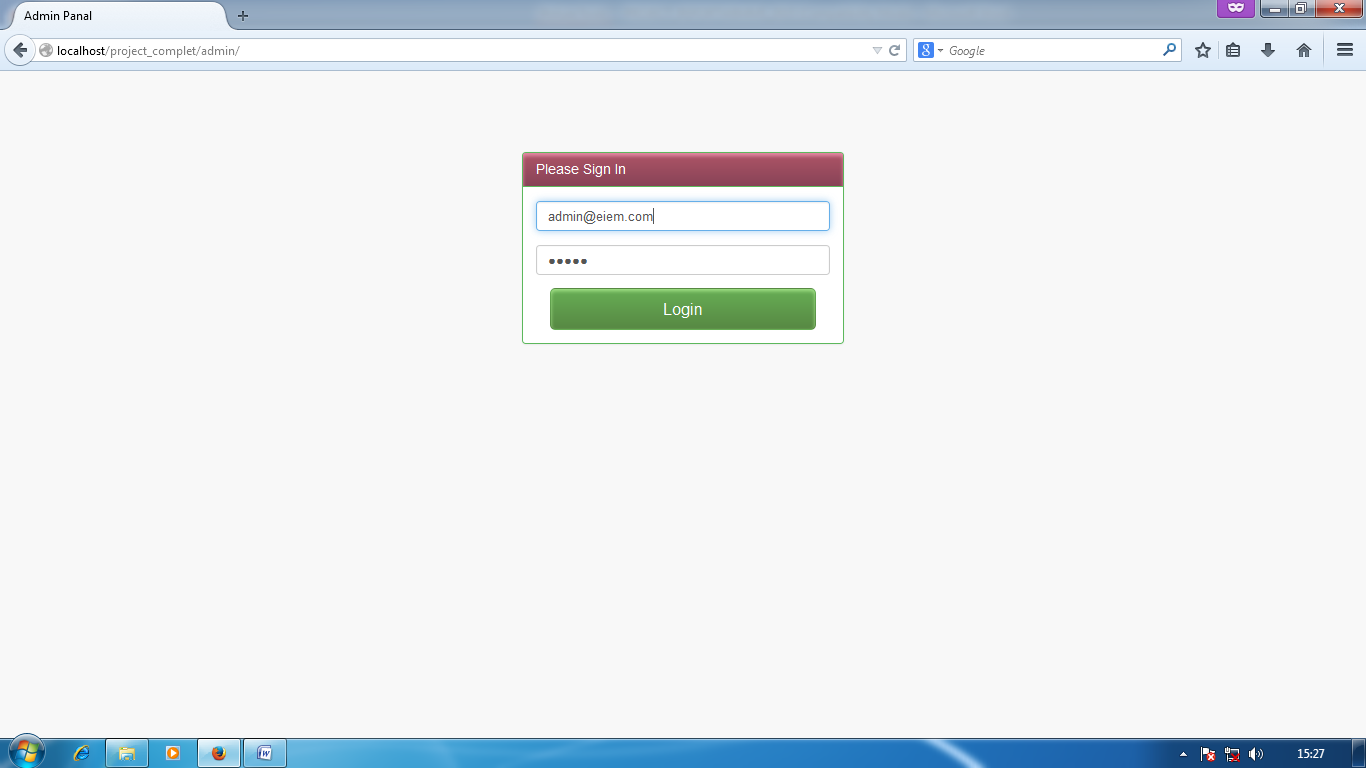 Admin Panal
localhost/project_complet/admin/
Google
Please Sign In
admin@eiem.com
•••••
Login
15:27